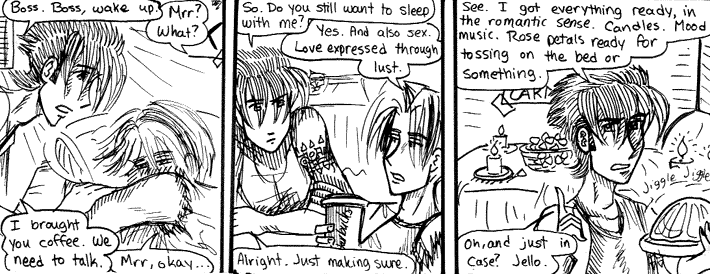 Boss. Boss, wake up.
Mrr?
What?
I brought
you coffee. We
need to talk.
Mrr, okay...
So. Do you still want to sleep
with me?
Yes. And also sex.
Love expressed through
lust.
Alright. Just making sure.
See. I got everything ready, in
the romantic sense. Candles. Mood
music. Rose petals ready for
tossing on the bed or
something.
Jiggle Jiggle
Oh, and just in
case? Jello.